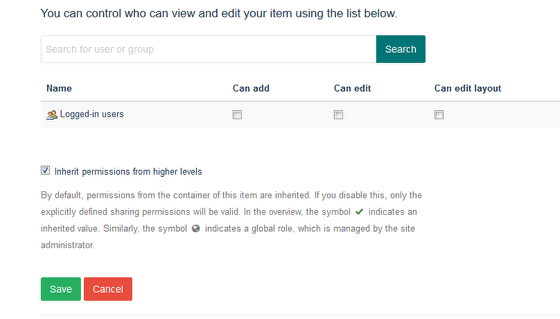 You can control who can view and edit your item using the list below.
Search for user or group
Search
Name Can add Can edit Can edit layout
Logged-in users
Inherit permissions from higher levels
By default, permissions from the container of this item are inherited. If you disable this, only the
explicitly defined sharing permissions will be valid. In the overview, the symbol indicates an
inherited value. Similarly, the symbol indicates a global role, which is managed by the site
administrator.
Save Cancel